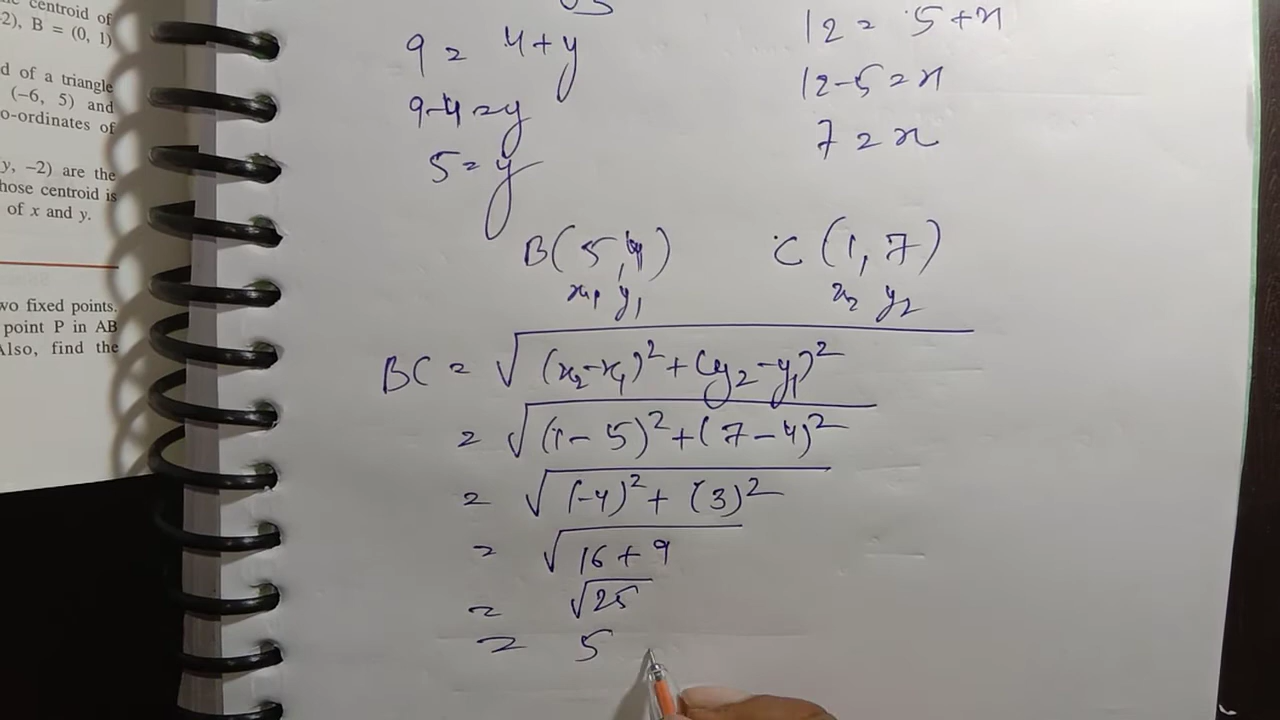 centroid of
-2), B = (0, 1)
d of a triangle
(-6, 5) and
o-ordinates of
y, -2) are the
hose centroid is
of x and y.
wo fixed points.
point P in AB
Also, find the
9 = 4+y
9-4=y
5=y
12 = 5+x
12-5=x
7=x
B(5,4) C(1,7)
x₁, y₁ x₂ y₂
BC = √(x₂-x₁)²+(y₂-y₁)²
= √(1-5)²+(7-4)²
= √(-4)²+(3)²
= √16+9
= √25
= 5